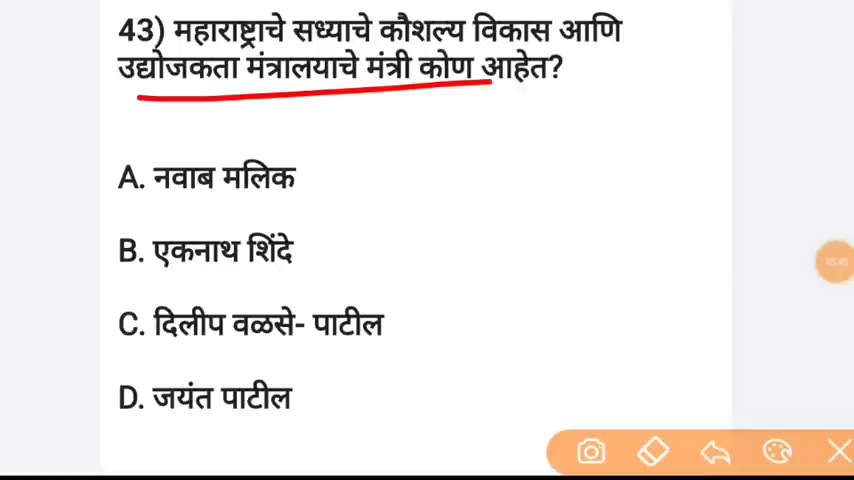 43) महाराष्ट्राचे सध्याचे कौशल्य विकास आणि
उद्योजकता मंत्रालयाचे मंत्री कोण आहेत?
A. नवाब मलिक
B. एकनाथ शिंदे
C. दिलीप वळसे- पाटील
D. जयंत पाटील